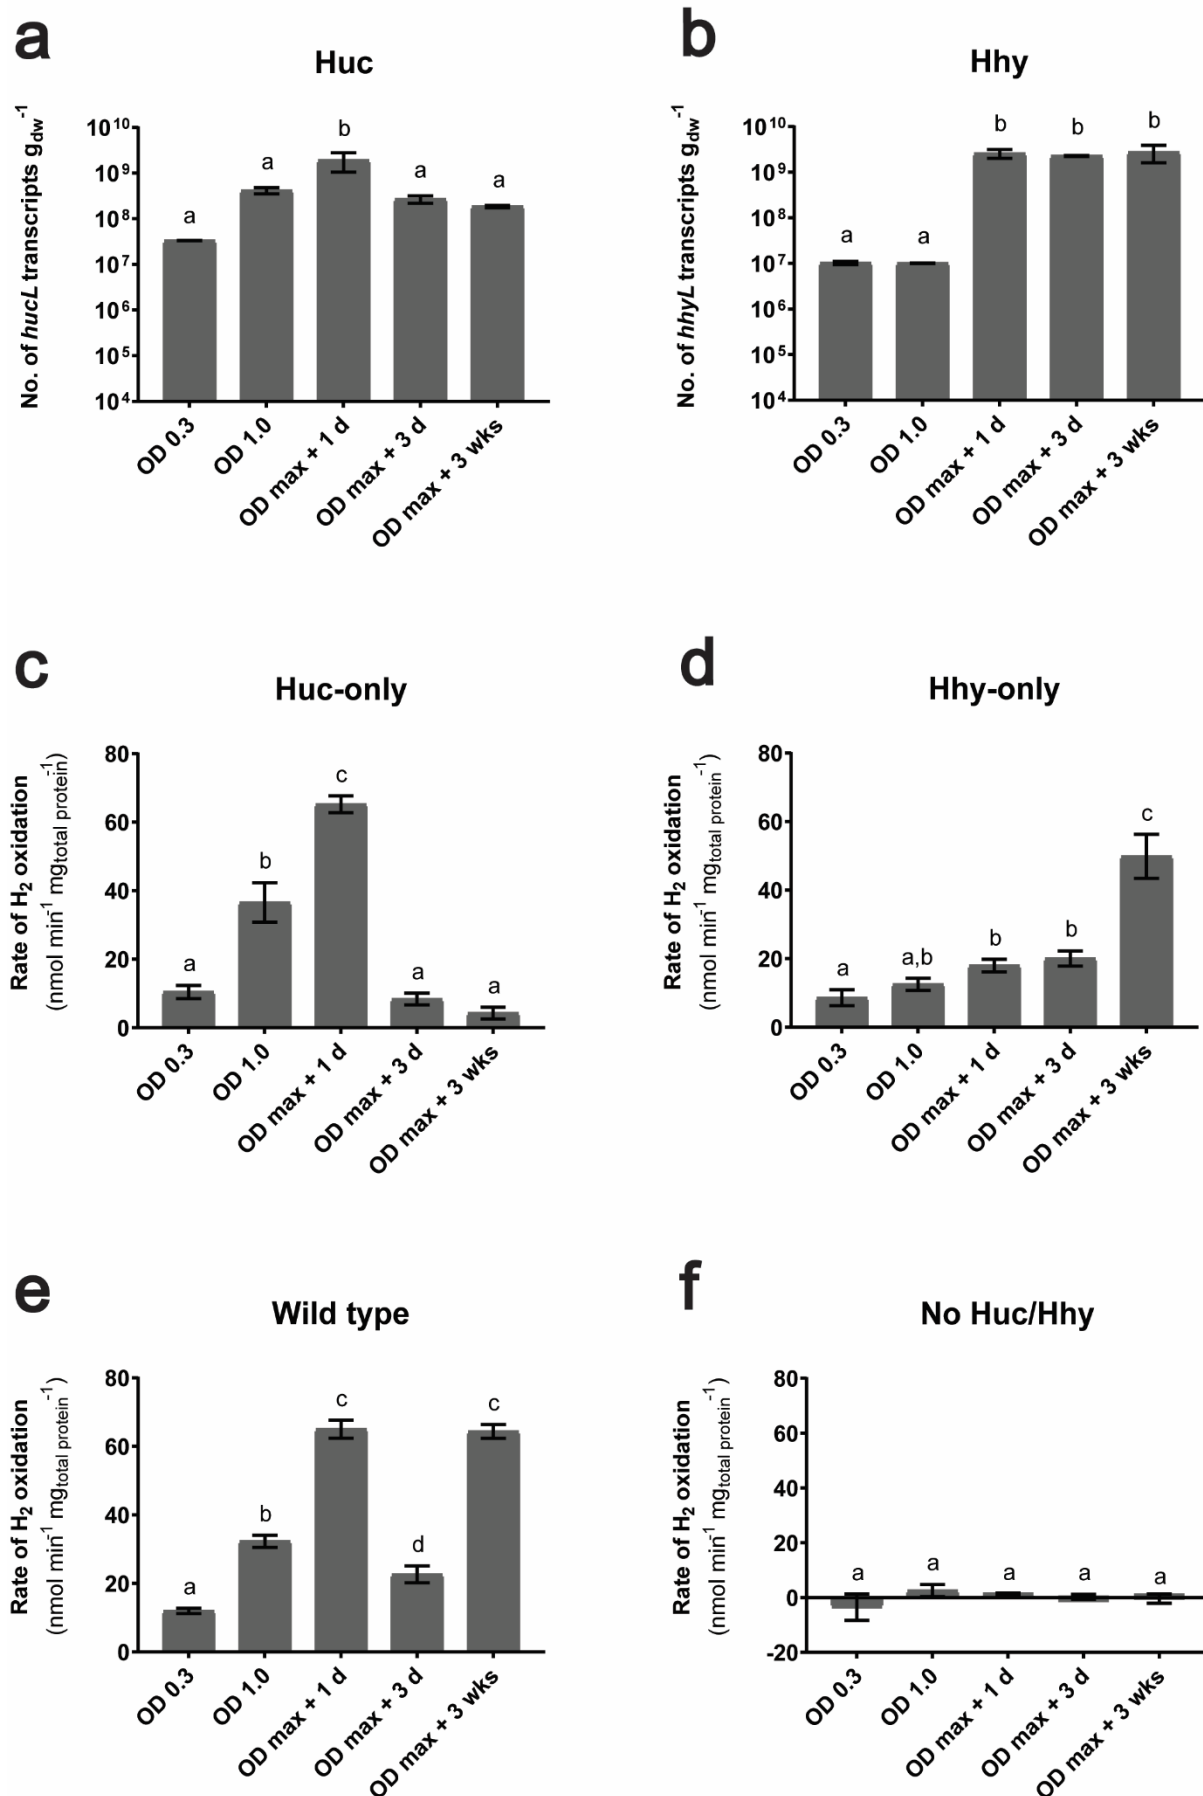 a
Huc
No. of hucL transcripts g_dw^-1
10^10
10^9
10^8
10^7
10^6
10^5
10^4
a
a
b
a
a
OD 0.3
OD 1.0
OD max + 1 d
OD max + 3 d
OD max + 3 wks
b
Hhy
No. of hhyL transcripts g_dw^-1
10^10
10^9
10^8
10^7
10^6
10^5
10^4
a
a
b
b
b
OD 0.3
OD 1.0
OD max + 1 d
OD max + 3 d
OD max + 3 wks
c
Huc-only
Rate of H₂ oxidation
(nmol min^-1 mg_total protein^-1)
80
60
40
20
0
a
b
c
a
a
OD 0.3
OD 1.0
OD max + 1 d
OD max + 3 d
OD max + 3 wks
d
Hhy-only
Rate of H₂ oxidation
(nmol min^-1 mg_total protein^-1)
80
60
40
20
0
a
a,b
b
b
c
OD 0.3
OD 1.0
OD max + 1 d
OD max + 3 d
OD max + 3 wks
e
Wild type
Rate of H₂ oxidation
(nmol min^-1 mg_total protein^-1)
80
60
40
20
0
a
b
c
d
c
OD 0.3
OD 1.0
OD max + 1 d
OD max + 3 d
OD max + 3 wks
f
No Huc/Hhy
Rate of H₂ oxidation
(nmol min^-1 mg_total protein^-1)
80
60
40
20
0
-20
a
a
a
a
a
OD 0.3
OD 1.0
OD max + 1 d
OD max + 3 d
OD max + 3 wks